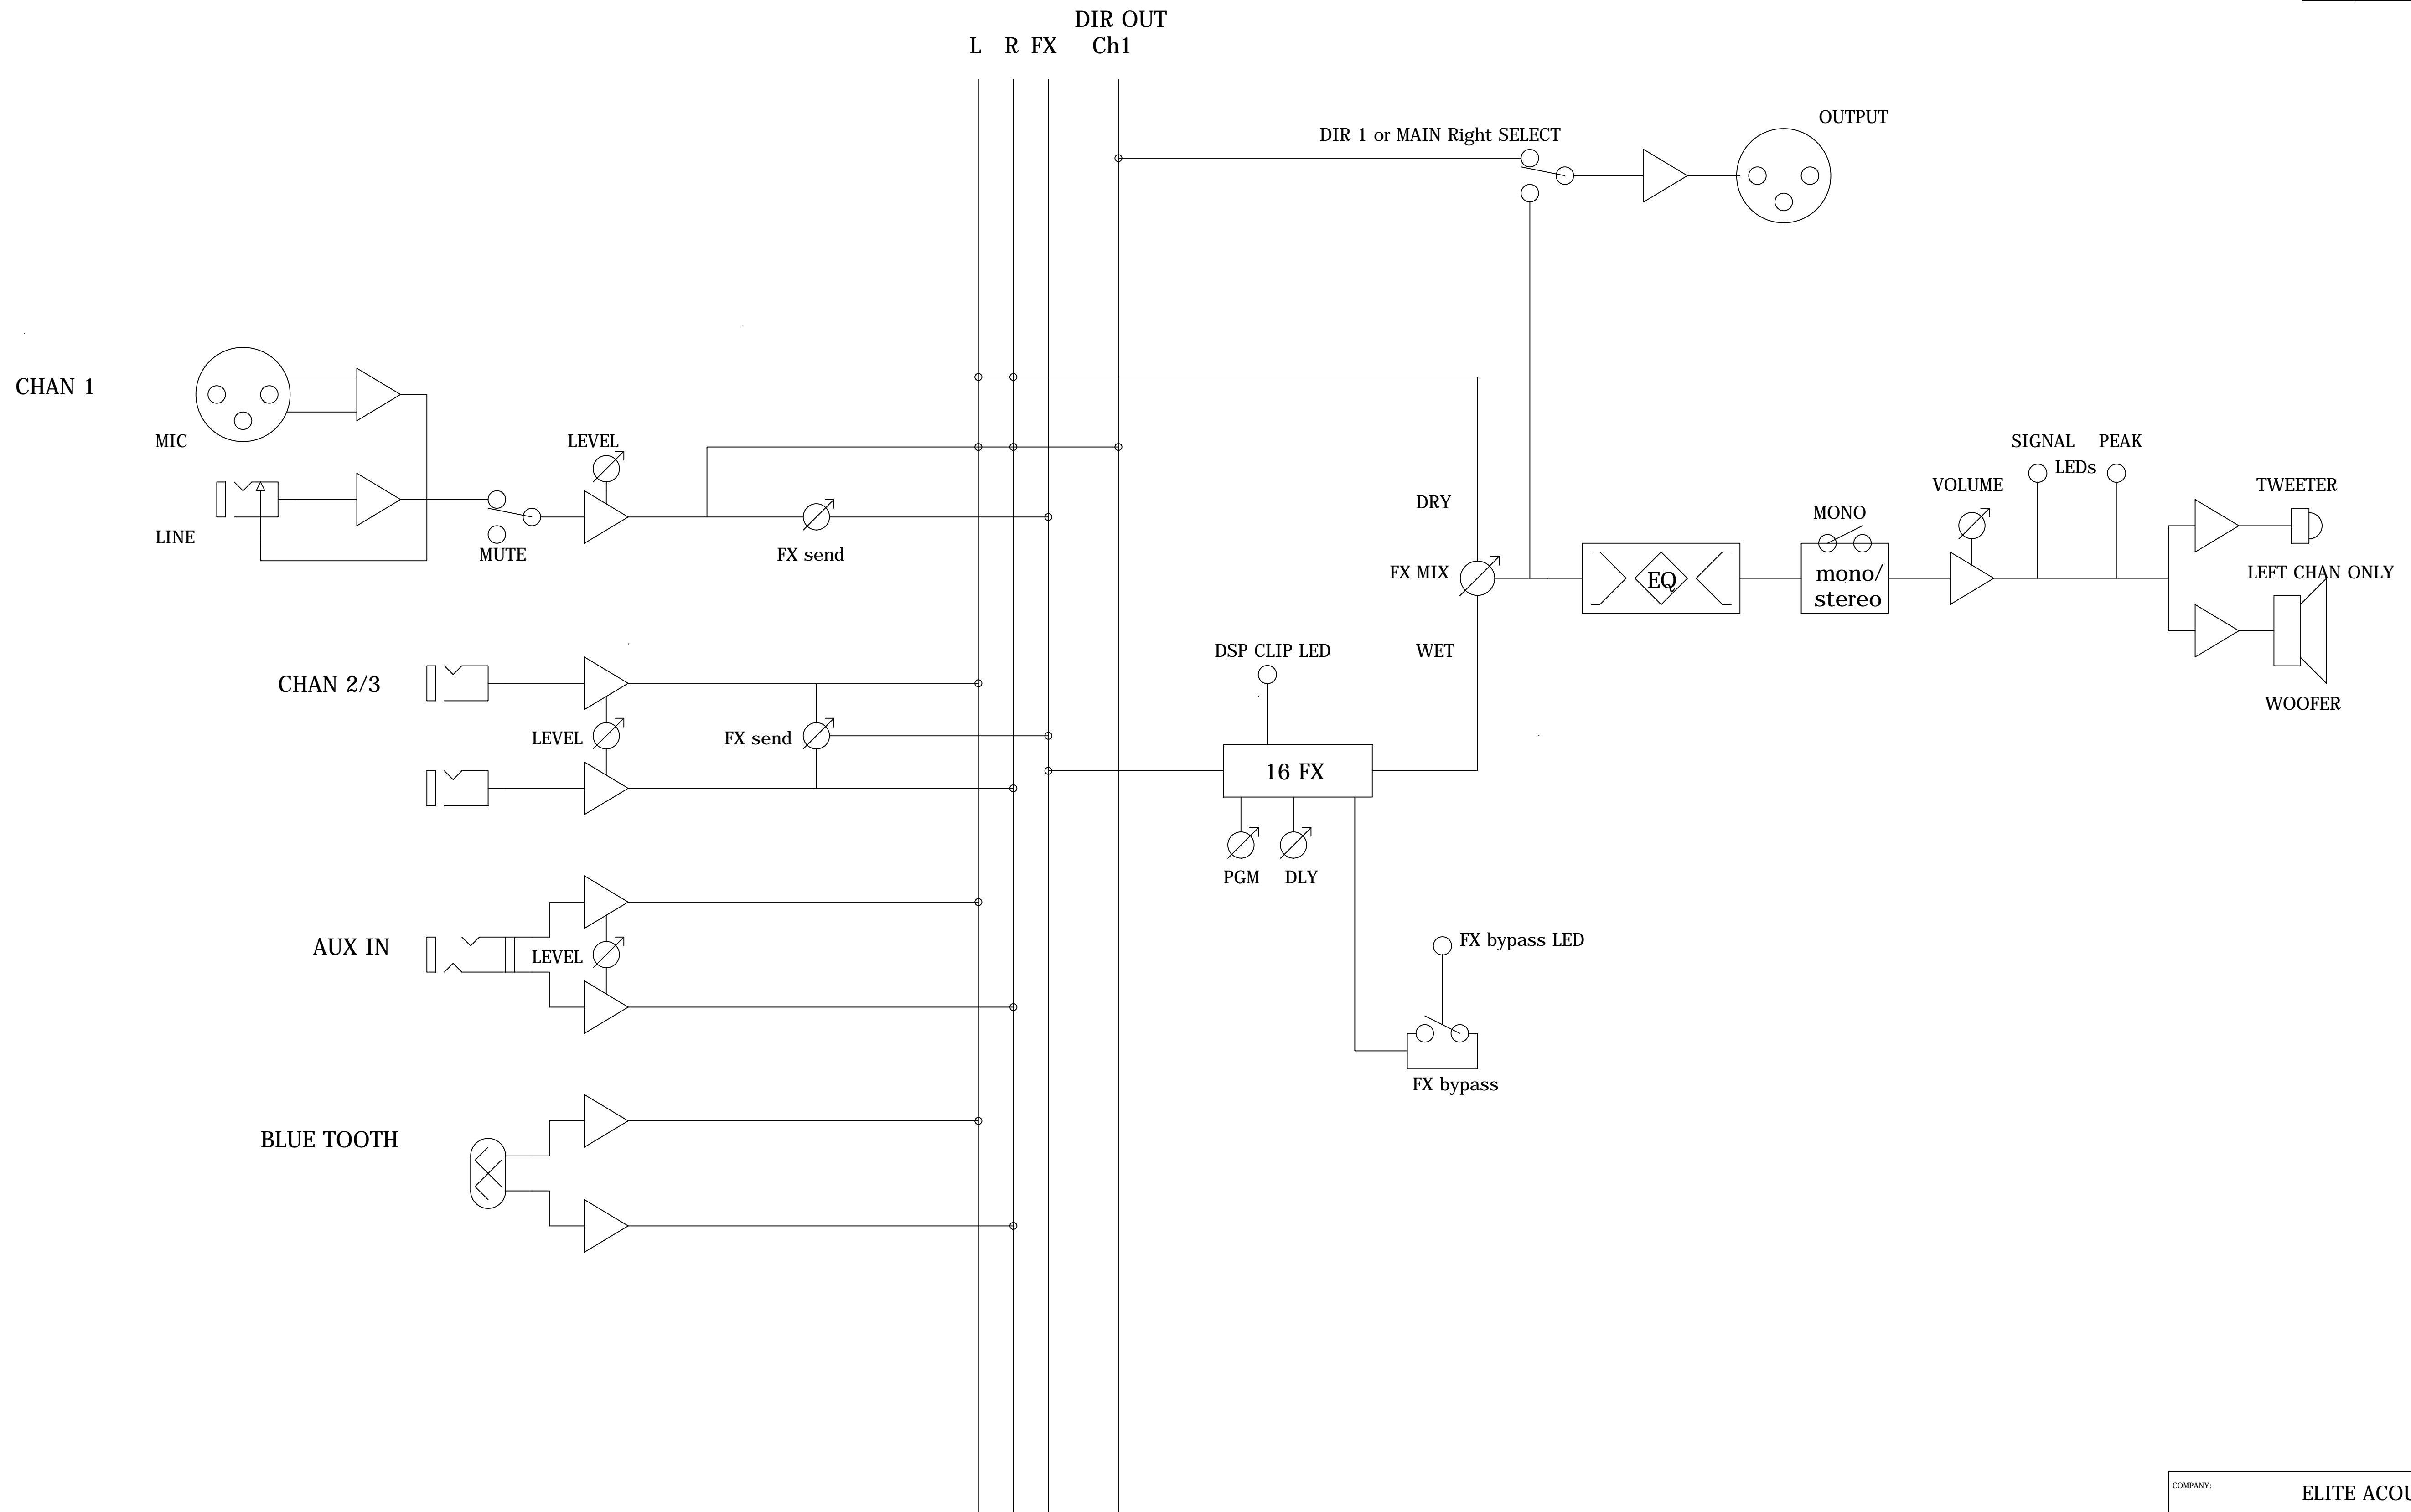 DIR OUT
L R FX Ch1
OUTPUT
DIR 1 or MAIN Right SELECT
CHAN 1
MIC
LINE
LEVEL
MUTE
FX send
DRY
FX MIX
WET
EQ
MONO
mono/
stereo
VOLUME
SIGNAL PEAK
LEDs
TWEETER
LEFT CHAN ONLY
WOOFER
CHAN 2/3
LEVEL
FX send
DSP CLIP LED
16 FX
PGM DLY
AUX IN
LEVEL
FX bypass LED
FX bypass
BLUE TOOTH
COMPANY:
ELITE